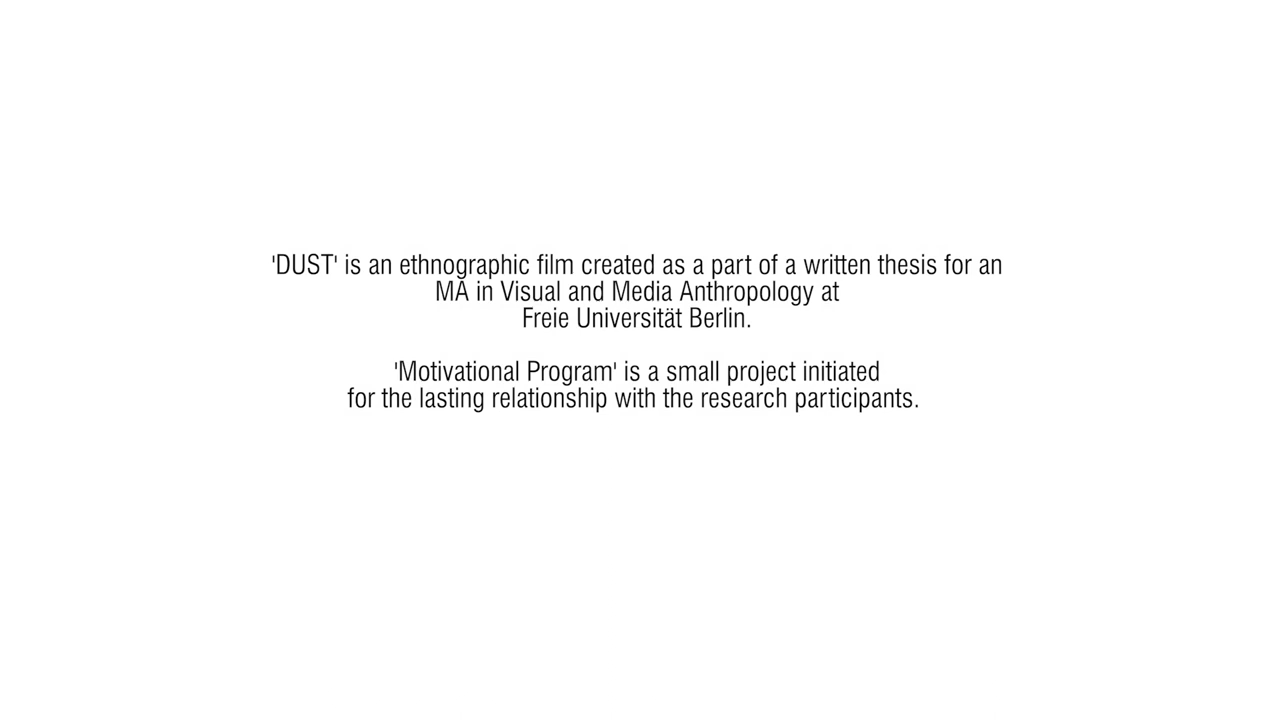 'DUST' is an ethnographic film created as a part of a written thesis for an
MA in Visual and Media Anthropology at
Freie Universität Berlin.
'Motivational Program' is a small project initiated
for the lasting relationship with the research participants.